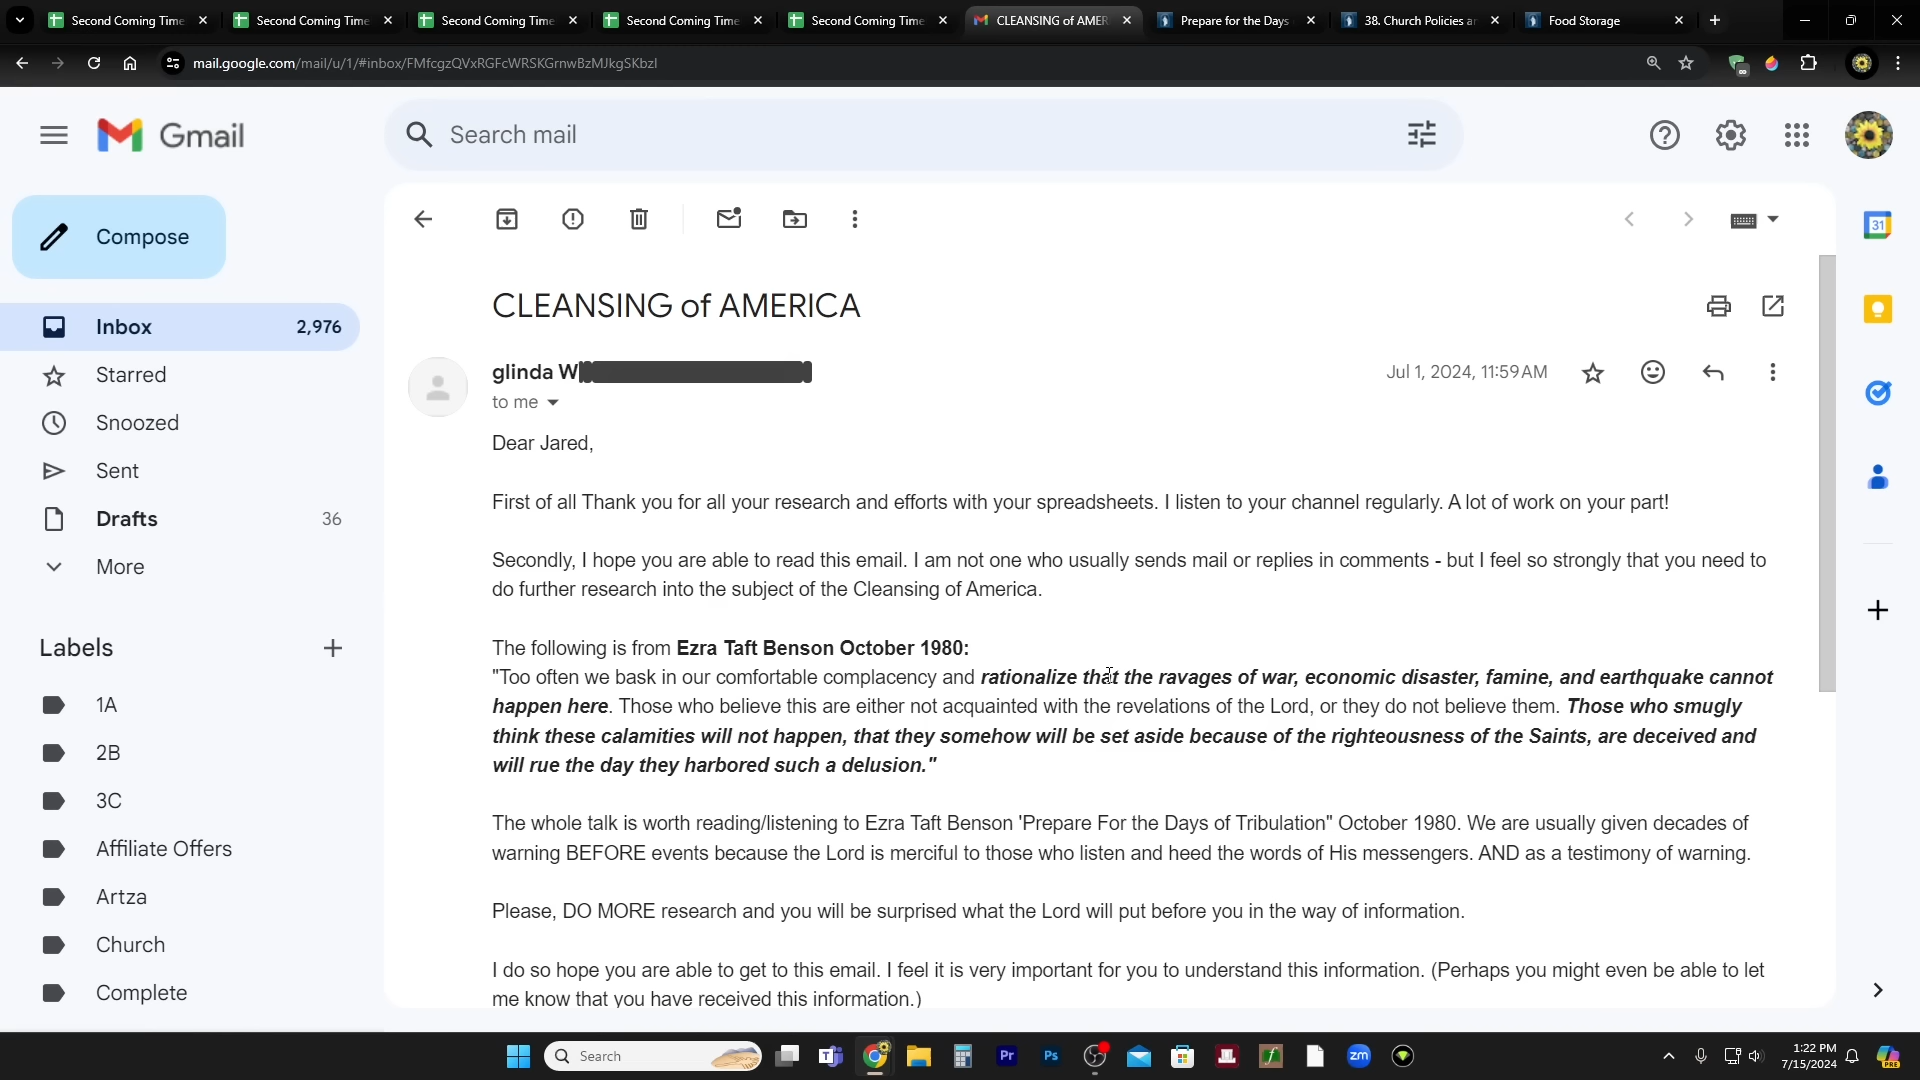 Second Coming Time
Second Coming Time
Second Coming Time
Second Coming Time
Second Coming Time
CLEANSING of AMER
Prepare for the Days
38. Church Policies a
Food Storage
mail.google.com/mail/u/1/#inbox/FMfcgzQVxRGFcWRSKGrnwBzMJkgSKbzl
Gmail
Search mail
Compose
Inbox 2,976
Starred
Snoozed
Sent
Drafts 36
More
Labels
1A
2B
3C
Affiliate Offers
Artza
Church
Complete
31
CLEANSING of AMERICA
glinda W
Jul 1, 2024, 11:59 AM
to me
Dear Jared,
First of all Thank you for all your research and efforts with your spreadsheets. I listen to your channel regularly. A lot of work on your part!
Secondly, I hope you are able to read this email. I am not one who usually sends mail or replies in comments - but I feel so strongly that you need to
do further research into the subject of the Cleansing of America.
The following is from Ezra Taft Benson October 1980:
"Too often we bask in our comfortable complacency and rationalize that the ravages of war, economic disaster, famine, and earthquake cannot
happen here. Those who believe this are either not acquainted with the revelations of the Lord, or they do not believe them. Those who smugly
think these calamities will not happen, that they somehow will be set aside because of the righteousness of the Saints, are deceived and
will rue the day they harbored such a delusion."
The whole talk is worth reading/listening to Ezra Taft Benson 'Prepare For the Days of Tribulation" October 1980. We are usually given decades of
warning BEFORE events because the Lord is merciful to those who listen and heed the words of His messengers. AND as a testimony of warning.
Please, DO MORE research and you will be surprised what the Lord will put before you in the way of information.
I do so hope you are able to get to this email. I feel it is very important for you to understand this information. (Perhaps you might even be able to let
me know that you have received this information.)
Search
Pr
Ps
zm
PRE
1:22 PM
7/15/2024